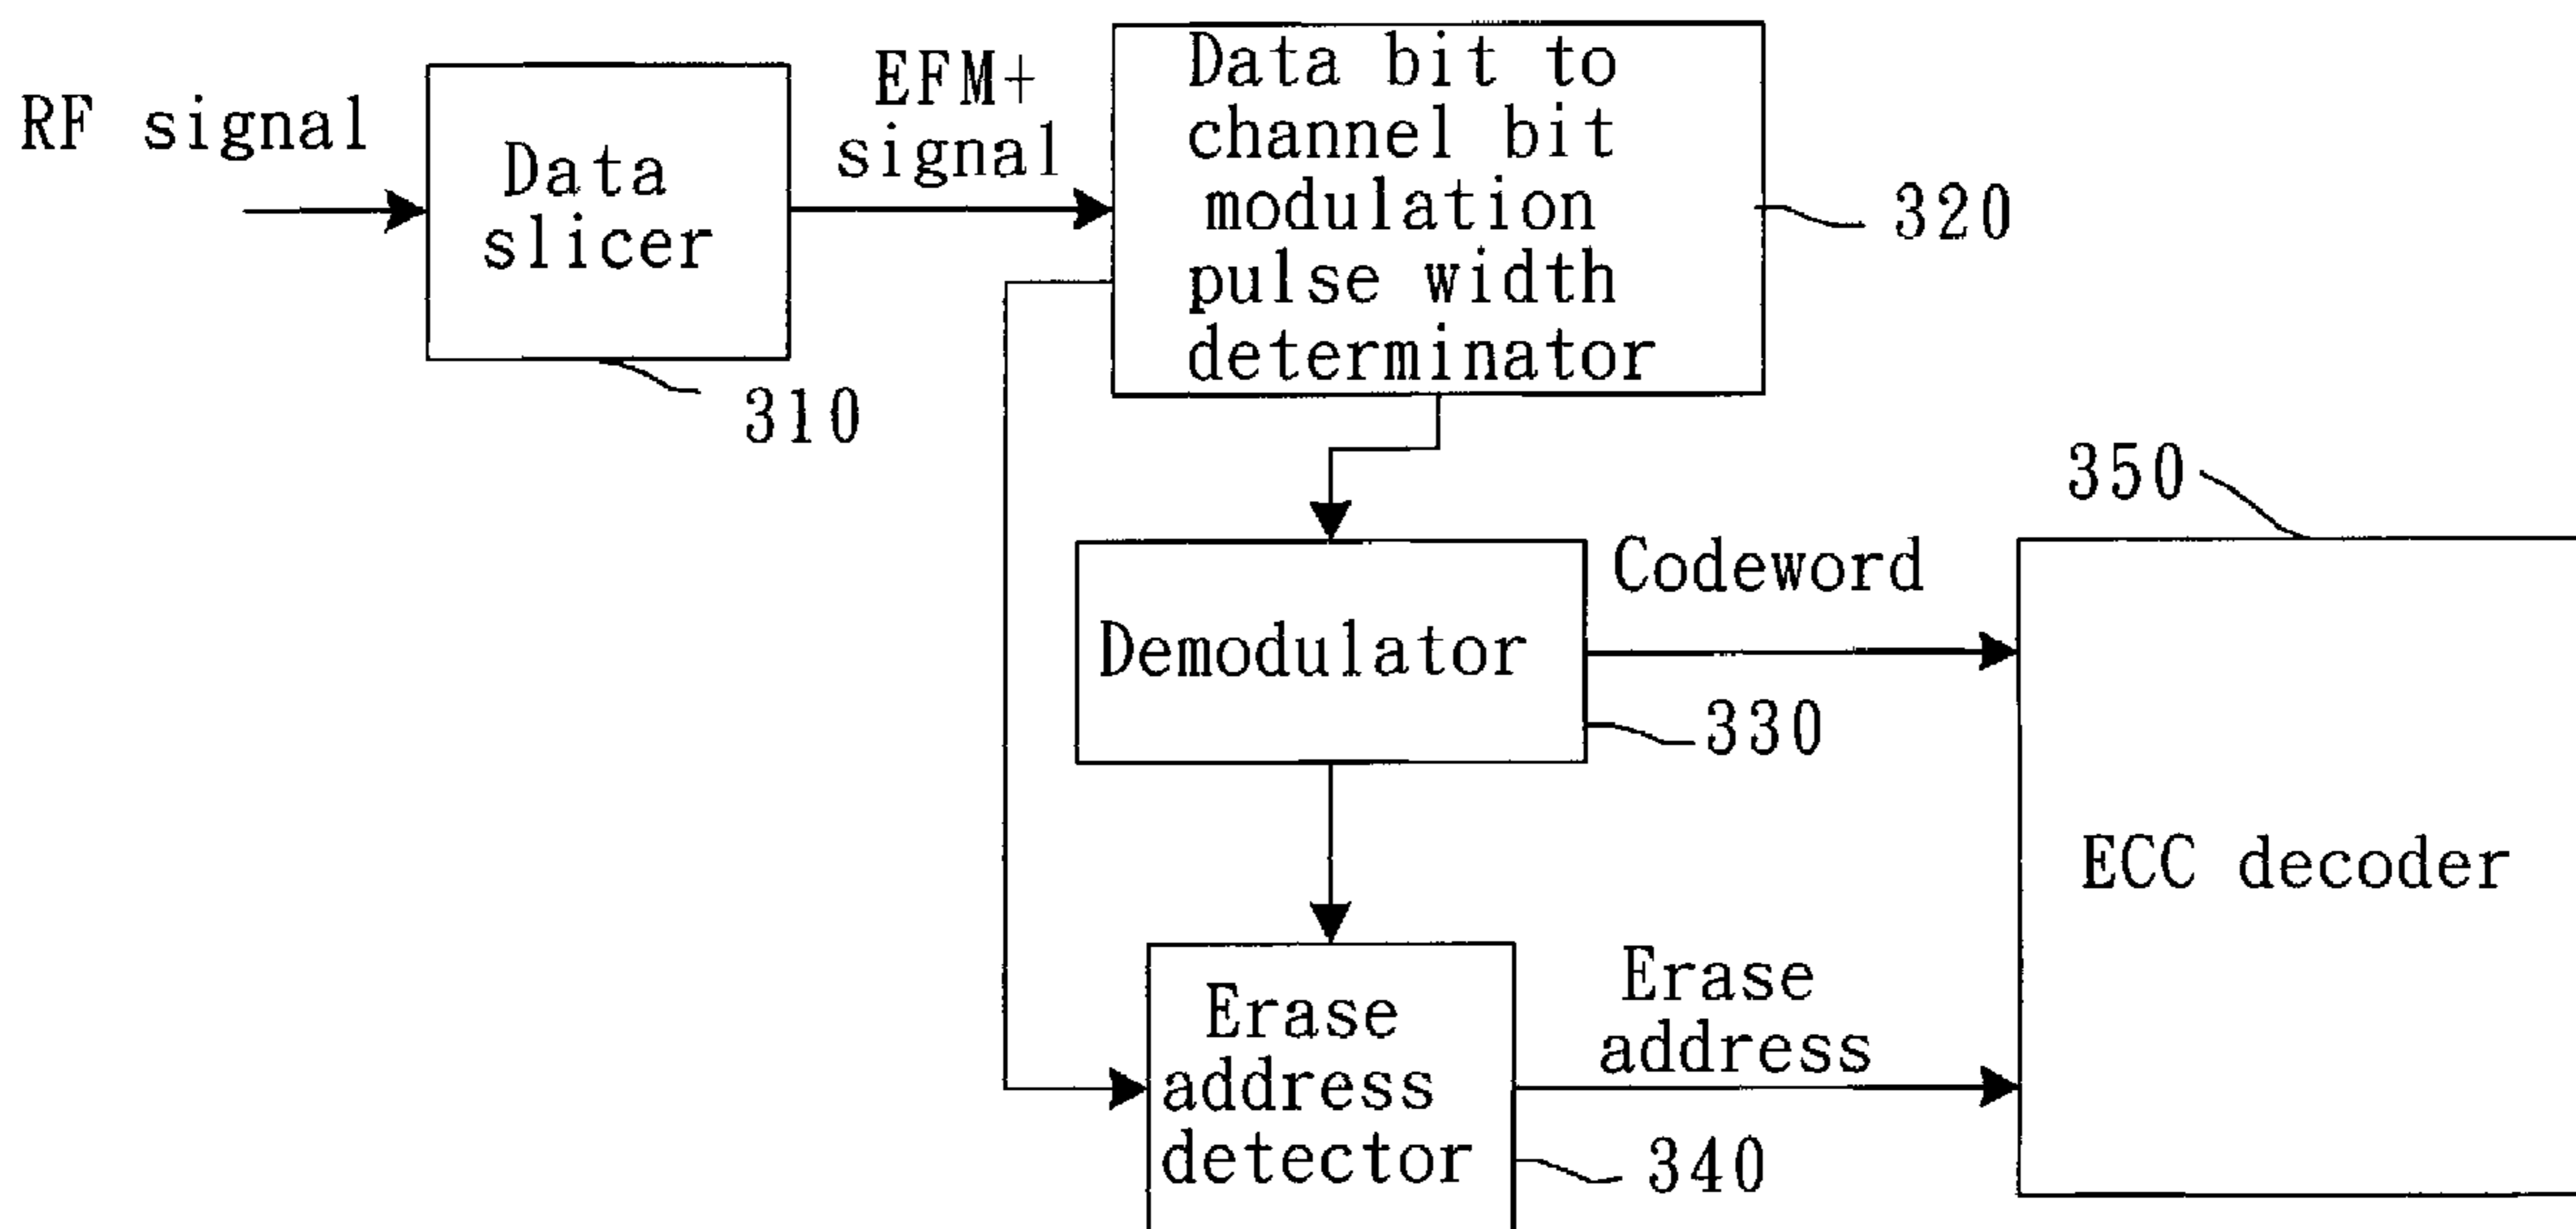 RF signal
Data
slicer
310
EFM+
signal
Data bit to
channel bit
modulation
pulse width
determinator
320
Demodulator
330
Codeword
350
ECC decoder
Erase
address
detector
340
Erase
address